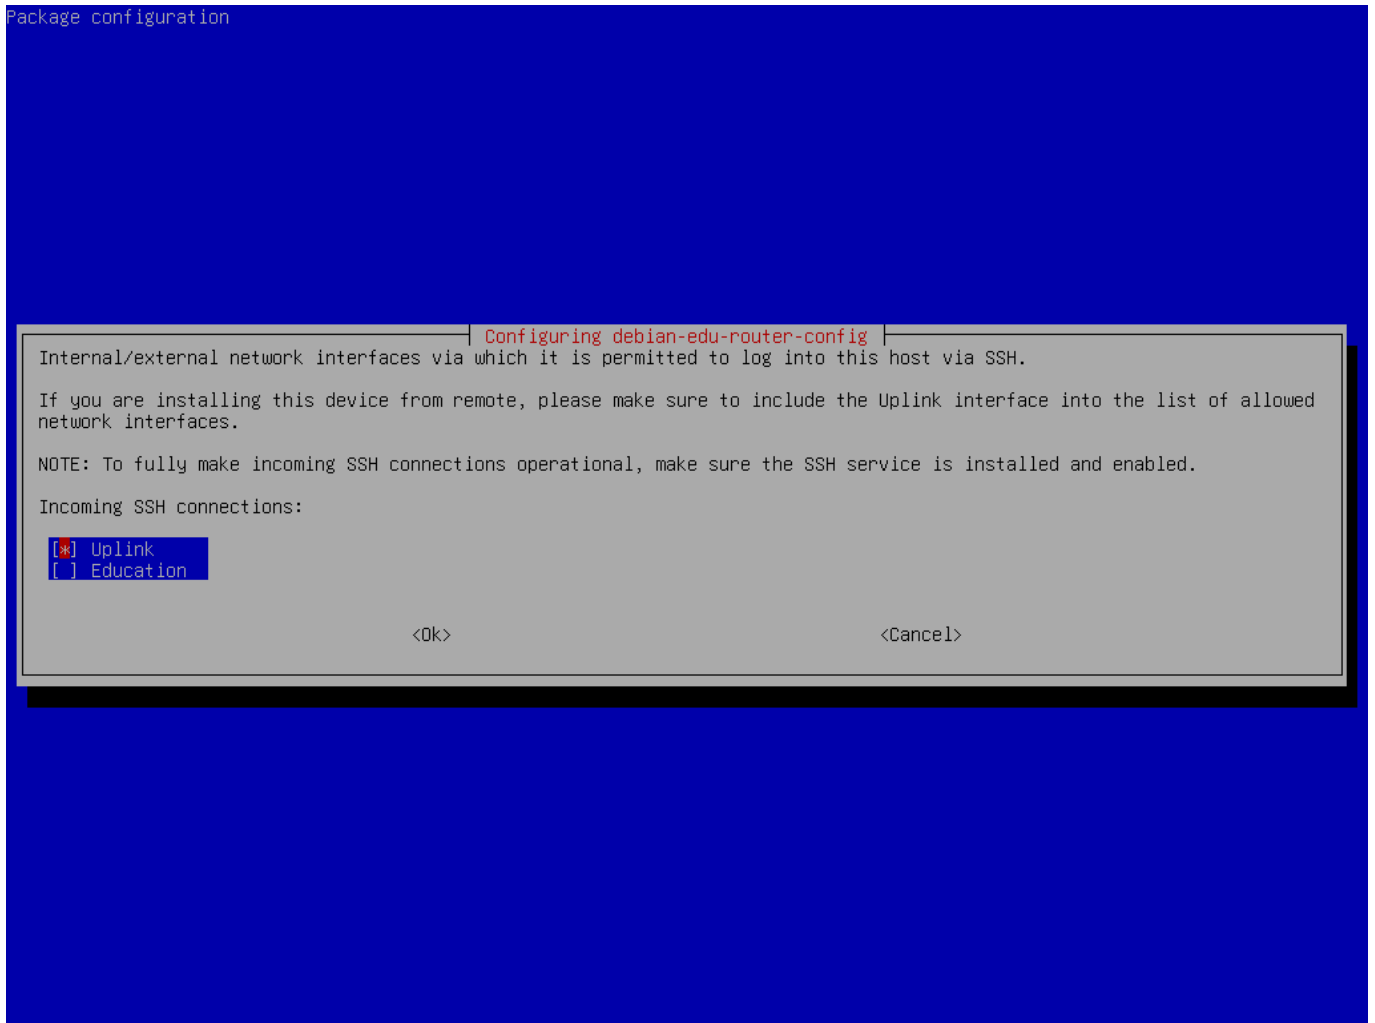 Package configuration
Configuring debian-edu-router-config
Internal/external network interfaces via which it is permitted to log into this host via SSH.
If you are installing this device from remote, please make sure to include the Uplink interface into the list of allowed
network interfaces.
NOTE: To fully make incoming SSH connections operational, make sure the SSH service is installed and enabled.
Incoming SSH connections:
[*] Uplink
[ ] Education
<Ok> <Cancel>